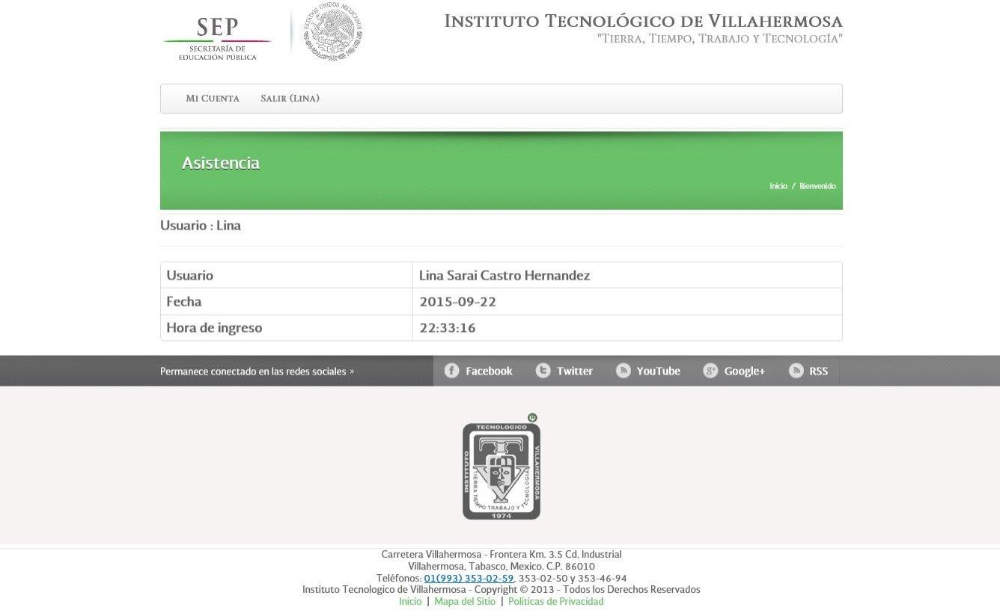 SEP
SECRETARÍA DE
EDUCACIÓN PÚBLICA
ESTADOS UNIDOS MEXICANOS
INSTITUTO TECNOLÓGICO DE VILLAHERMOSA
"TIERRA, TIEMPO, TRABAJO Y TECNOLOGÍA"
MI CUENTA SALIR (LINA)
Asistencia
Inicio / Bienvenido
Usuario : Lina
Usuario Lina Sarai Castro Hernandez
Fecha 2015-09-22
Hora de ingreso 22:33:16
Permanece conectado en las redes sociales » Facebook Twitter YouTube Google+ RSS
TECNOLOGICO
INSTITUTO
VILLAHERMOSA
TIERRA TIEMPO TRABAJO Y TECNOLOGIA
1974
Carretera Villahermosa - Frontera Km. 3.5 Cd. Industrial
Villahermosa, Tabasco, Mexico. C.P. 86010
Teléfonos: 01(993) 353-02-59, 353-02-50 y 353-46-94
Instituto Tecnologico de Villahermosa - Copyright © 2013 - Todos los Derechos Reservados
Inicio | Mapa del Sitio | Politicas de Privacidad